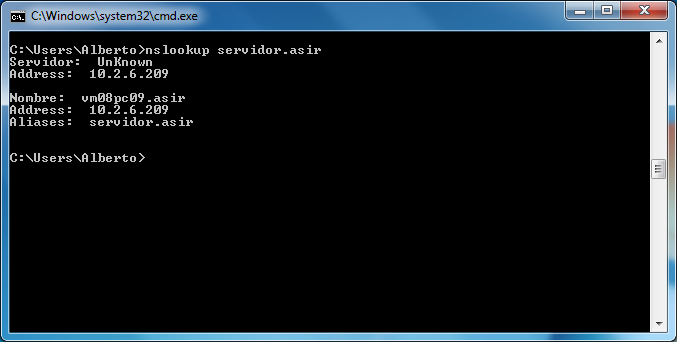 C:\Windows\system32\cmd.exe
C:\Users\Alberto>nslookup servidor.asir
Servidor:  UnKnown
Address:  10.2.6.209

Nombre:  vm08pc09.asir
Address:  10.2.6.209
Aliases:  servidor.asir

C:\Users\Alberto>